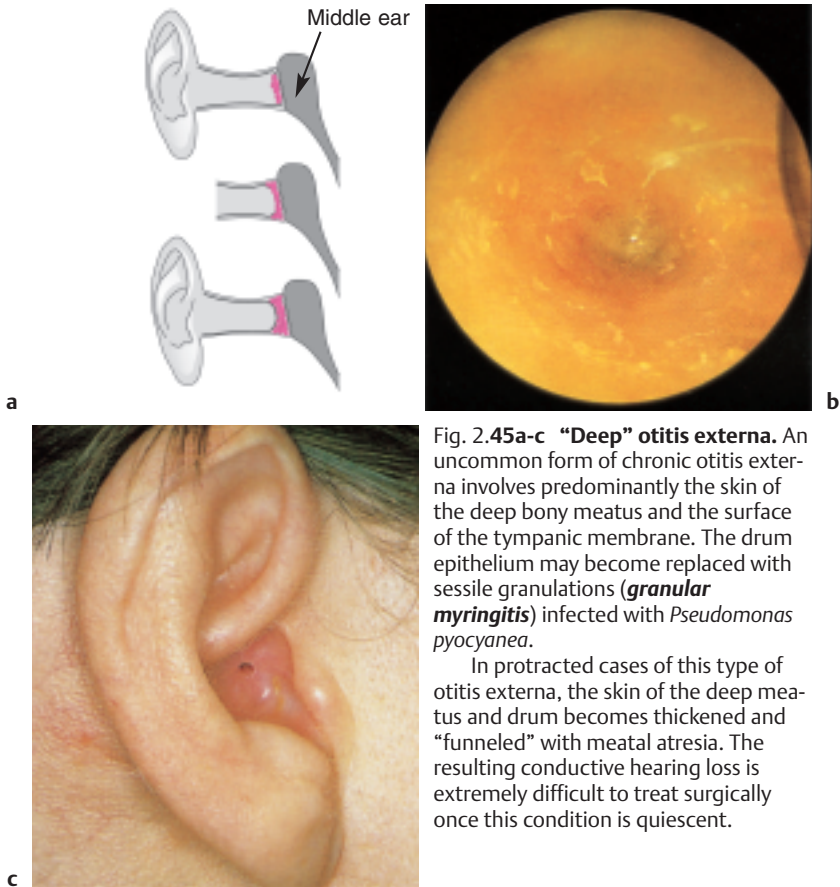 Middle ear
a
b
Fig. 2.45a-c “Deep” otitis externa. An
uncommon form of chronic otitis exter-
na involves predominantly the skin of
the deep bony meatus and the surface
of the tympanic membrane. The drum
epithelium may become replaced with
sessile granulations (granular
myringitis) infected with Pseudomonas
pyocyanea.
In protracted cases of this type of
otitis externa, the skin of the deep mea-
tus and drum becomes thickened and
“funneled” with meatal atresia. The
resulting conductive hearing loss is
extremely difficult to treat surgically
once this condition is quiescent.
c